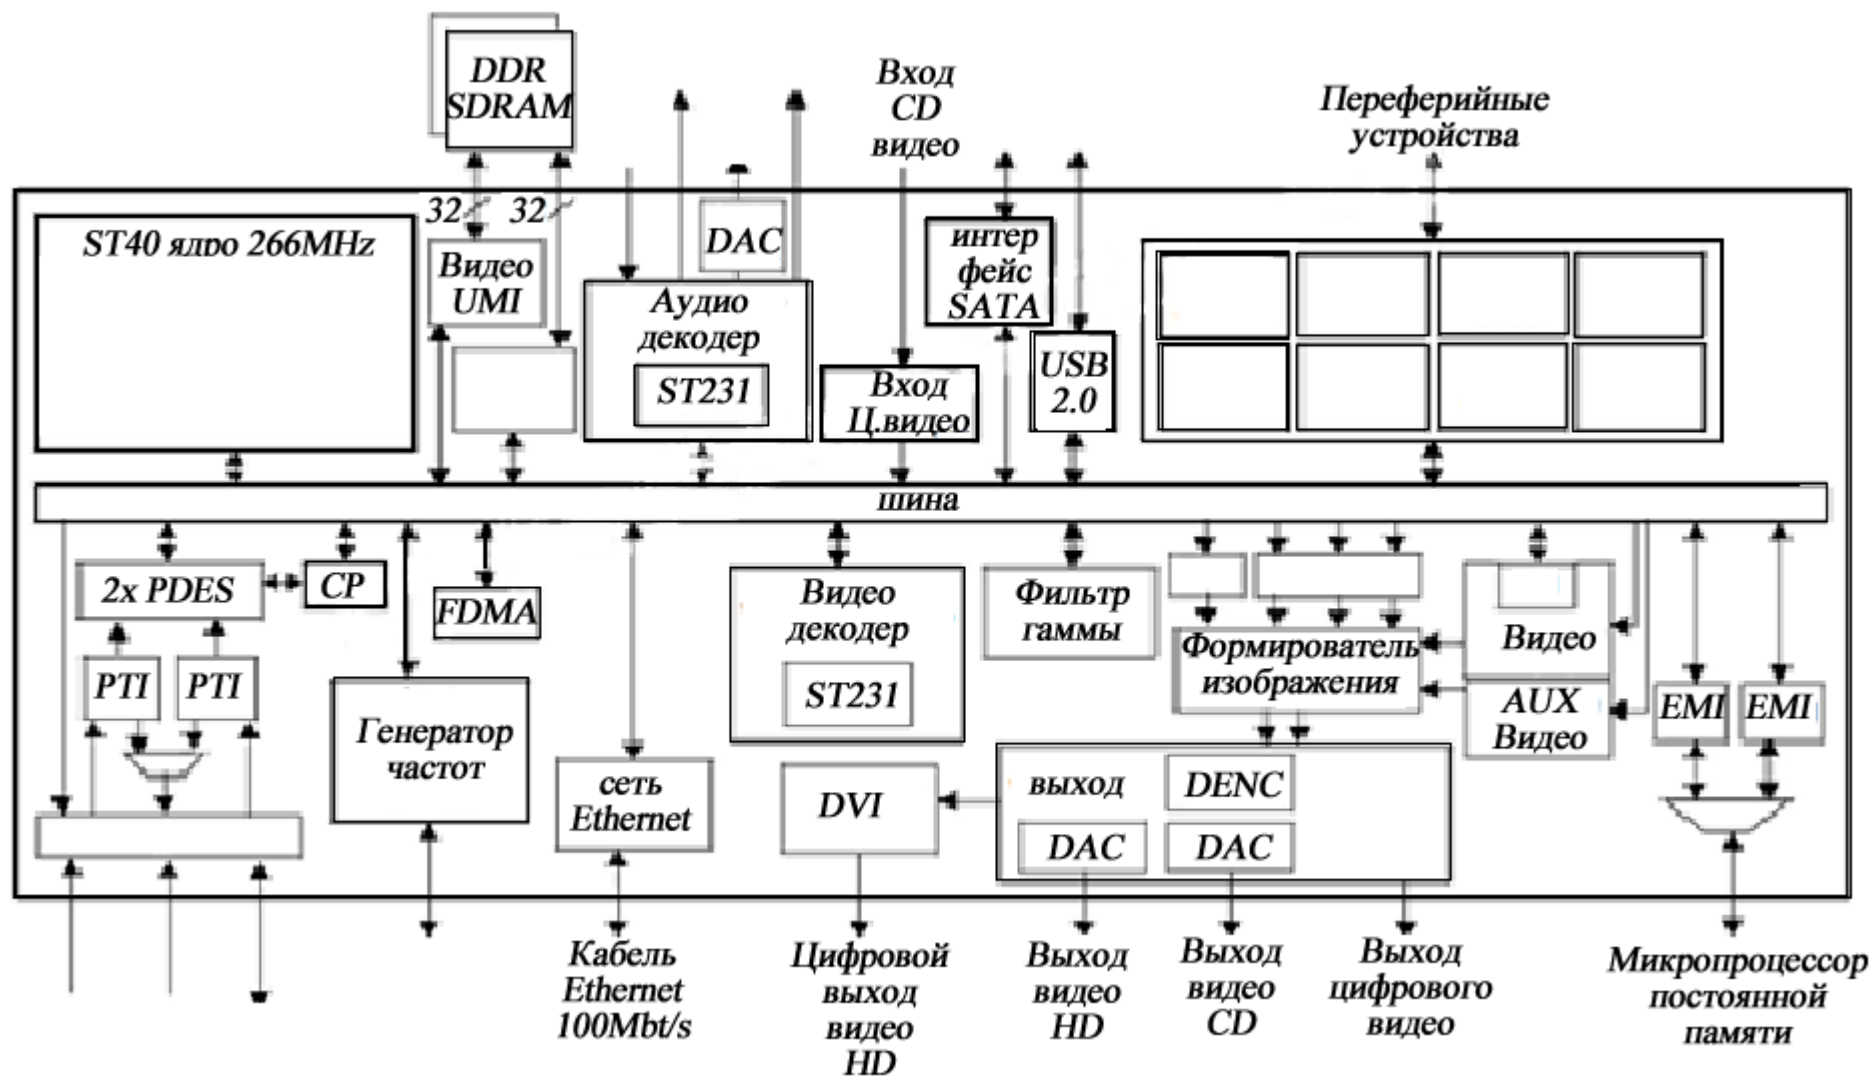 DDR
SDRAM
Вход
CD
видео
Переферийные
устройства
32
32
ST40 ядро 266MHz
Видео
UMI
DAC
Аудио
декодер
ST231
Вход
Ц.видео
интер
фейс
SATA
USB
2.0
шина
2x PDES
CP
FDMA
PTI
PTI
Генератор
частот
сеть
Ethernet
Видео
декодер
ST231
Фильтр
гаммы
Формирователь
изображения
Видео
AUX
Видео
EMI
EMI
DVI
выход
DENC
DAC
DAC
Кабель
Ethernet
100Mbt/s
Цифровой
выход
видео
HD
Выход
видео
HD
Выход
видео
CD
Выход
цифрового
видео
Микропроцессор
постоянной
памяти